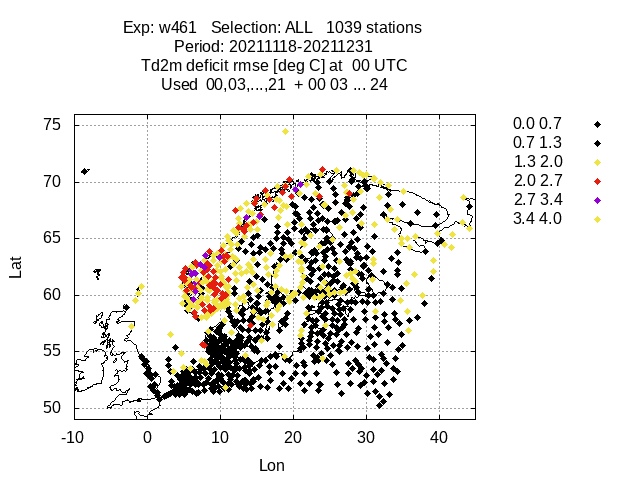 Exp: w461   Selection: ALL   1039 stations
Period: 20211118-20211231
Td2m deficit rmse [deg C] at  00 UTC
Used  00,03,...,21  + 00 03 ... 24
75
70
65
60
55
50
Lat
-10 0 10 20 30 40
Lon
0.0 0.7
0.7 1.3
1.3 2.0
2.0 2.7
2.7 3.4
3.4 4.0